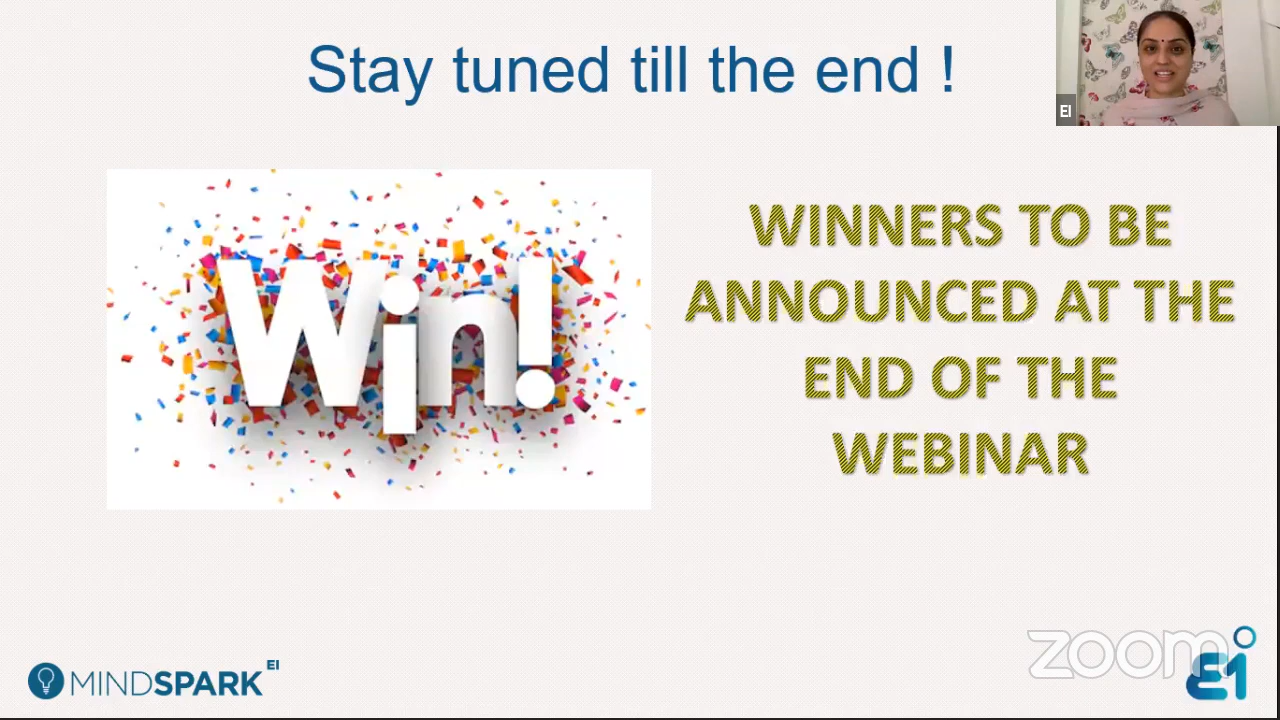 Stay tuned till the end !
EI
Win!
WINNERS TO BE
ANNOUNCED AT THE
END OF THE
WEBINAR
MINDSPARK EI
zoom
EI